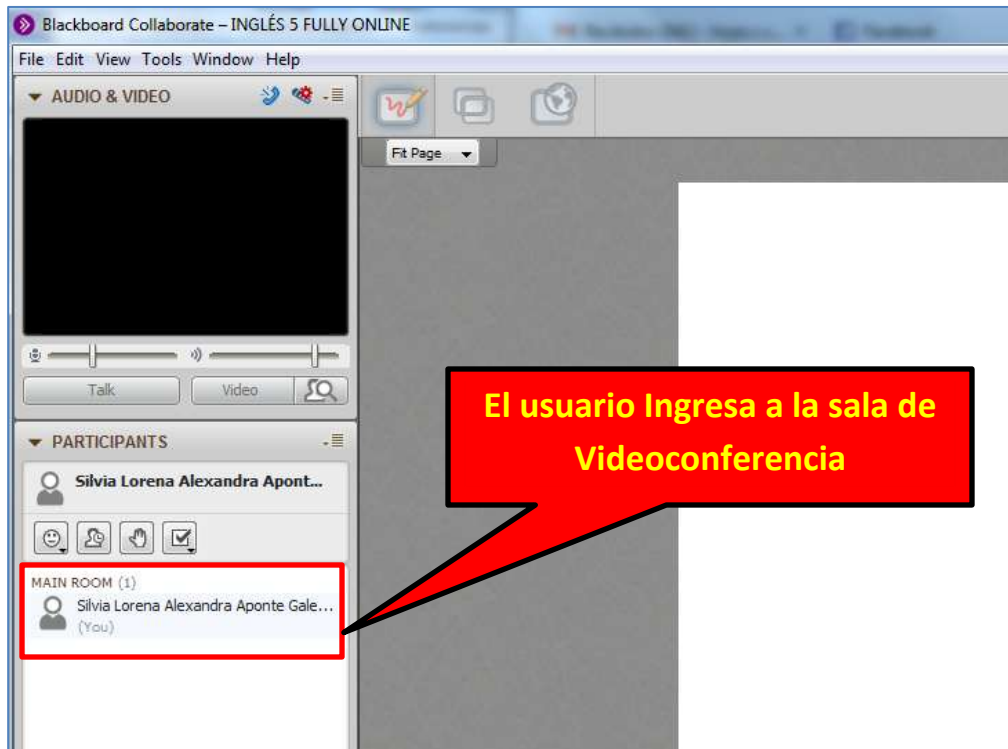 Blackboard Collaborate – INGLÉS 5 FULLY ONLINE
File Edit View Tools Window Help
AUDIO & VIDEO
Fit Page
Talk
Video
El usuario Ingresa a la sala de
Videoconferencia
PARTICIPANTS
Silvia Lorena Alexandra Apont...
MAIN ROOM (1)
Silvia Lorena Alexandra Aponte Gale...
(You)